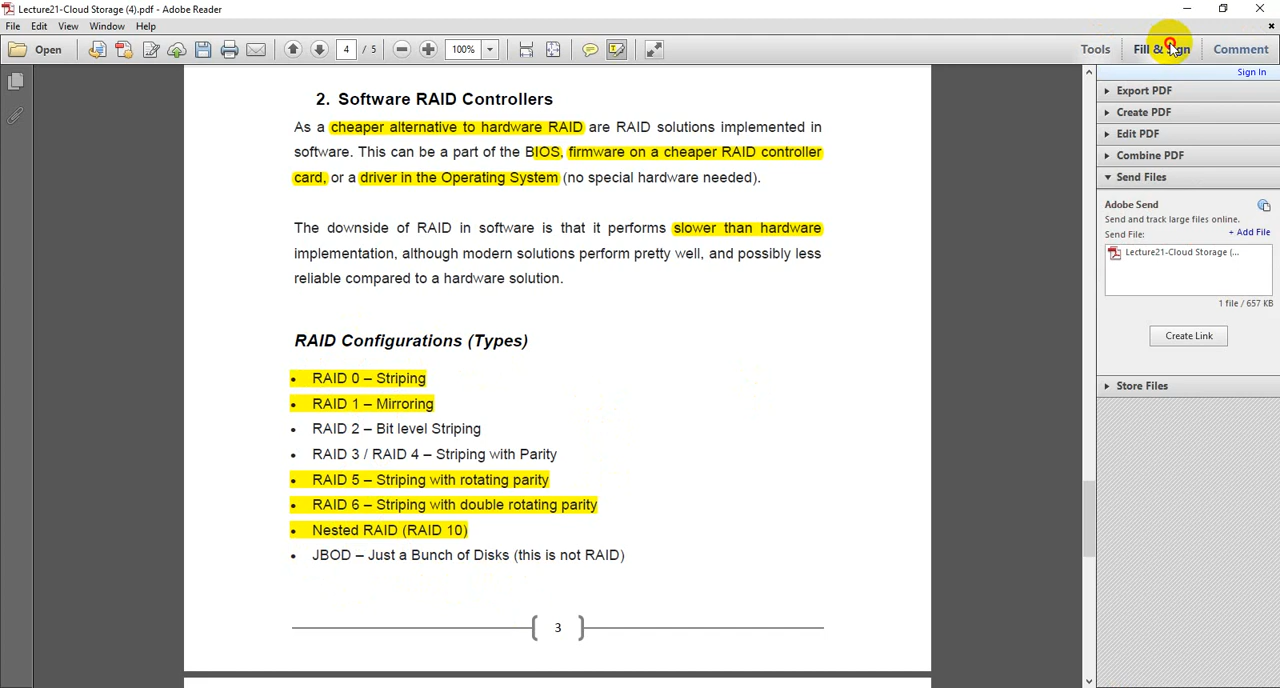 Lecture21-Cloud Storage (4).pdf - Adobe Reader
File Edit View Window Help
Open 4 / 5 100% Tools Fill & Sign Comment
Sign In
Export PDF
Create PDF
Edit PDF
Combine PDF
Send Files
Adobe Send
Send and track large files online.
Send File: + Add File
Lecture21-Cloud Storage (...
1 file / 657 KB
Create Link
Store Files
2. Software RAID Controllers
As a cheaper alternative to hardware RAID are RAID solutions implemented in
software. This can be a part of the BIOS, firmware on a cheaper RAID controller
card, or a driver in the Operating System (no special hardware needed).
The downside of RAID in software is that it performs slower than hardware
implementation, although modern solutions perform pretty well, and possibly less
reliable compared to a hardware solution.
RAID Configurations (Types)
• RAID 0 – Striping
• RAID 1 – Mirroring
• RAID 2 – Bit level Striping
• RAID 3 / RAID 4 – Striping with Parity
• RAID 5 – Striping with rotating parity
• RAID 6 – Striping with double rotating parity
• Nested RAID (RAID 10)
• JBOD – Just a Bunch of Disks (this is not RAID)
3